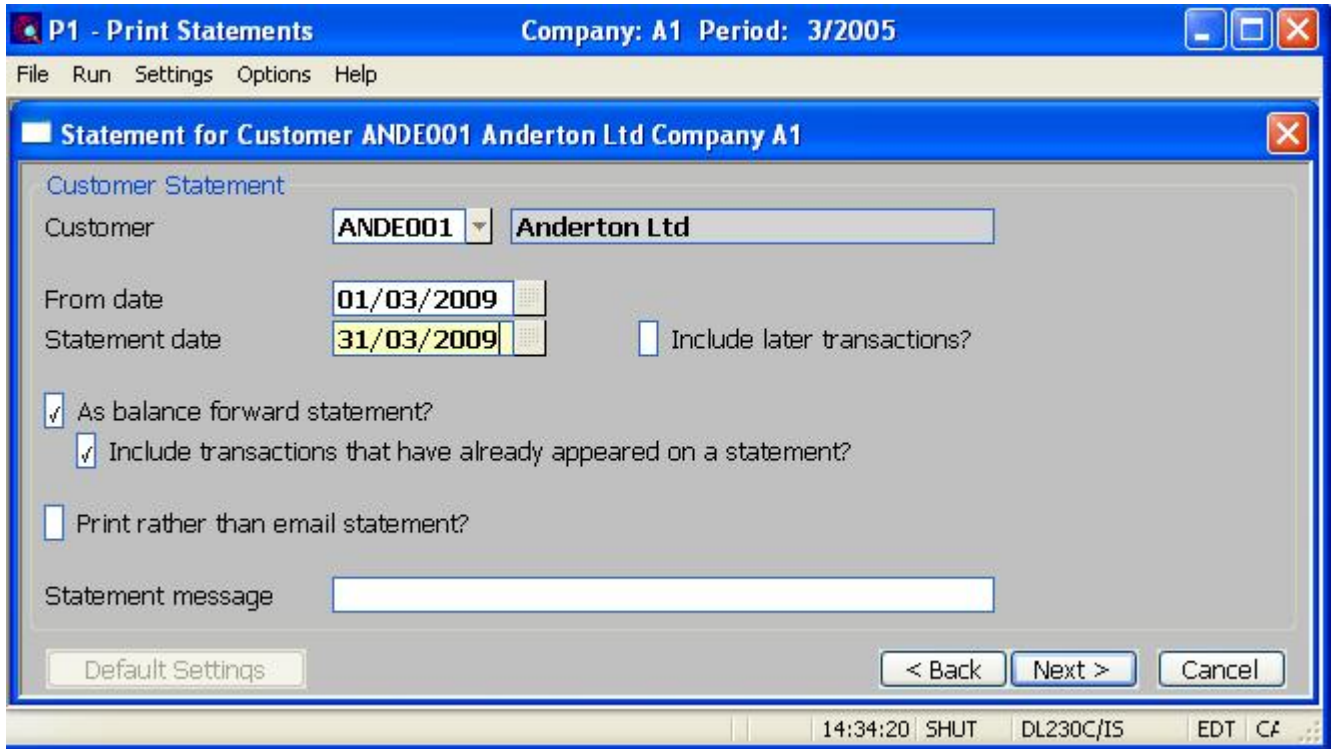 P1 - Print Statements Company: A1 Period: 3/2005
File Run Settings Options Help
Statement for Customer ANDE001 Anderton Ltd Company A1
Customer Statement
Customer ANDE001 Anderton Ltd
From date 01/03/2009
Statement date 31/03/2009 Include later transactions?
As balance forward statement?
Include transactions that have already appeared on a statement?
Print rather than email statement?
Statement message
Default Settings < Back Next > Cancel
14:34:20 SHUT DL230C/IS EDT